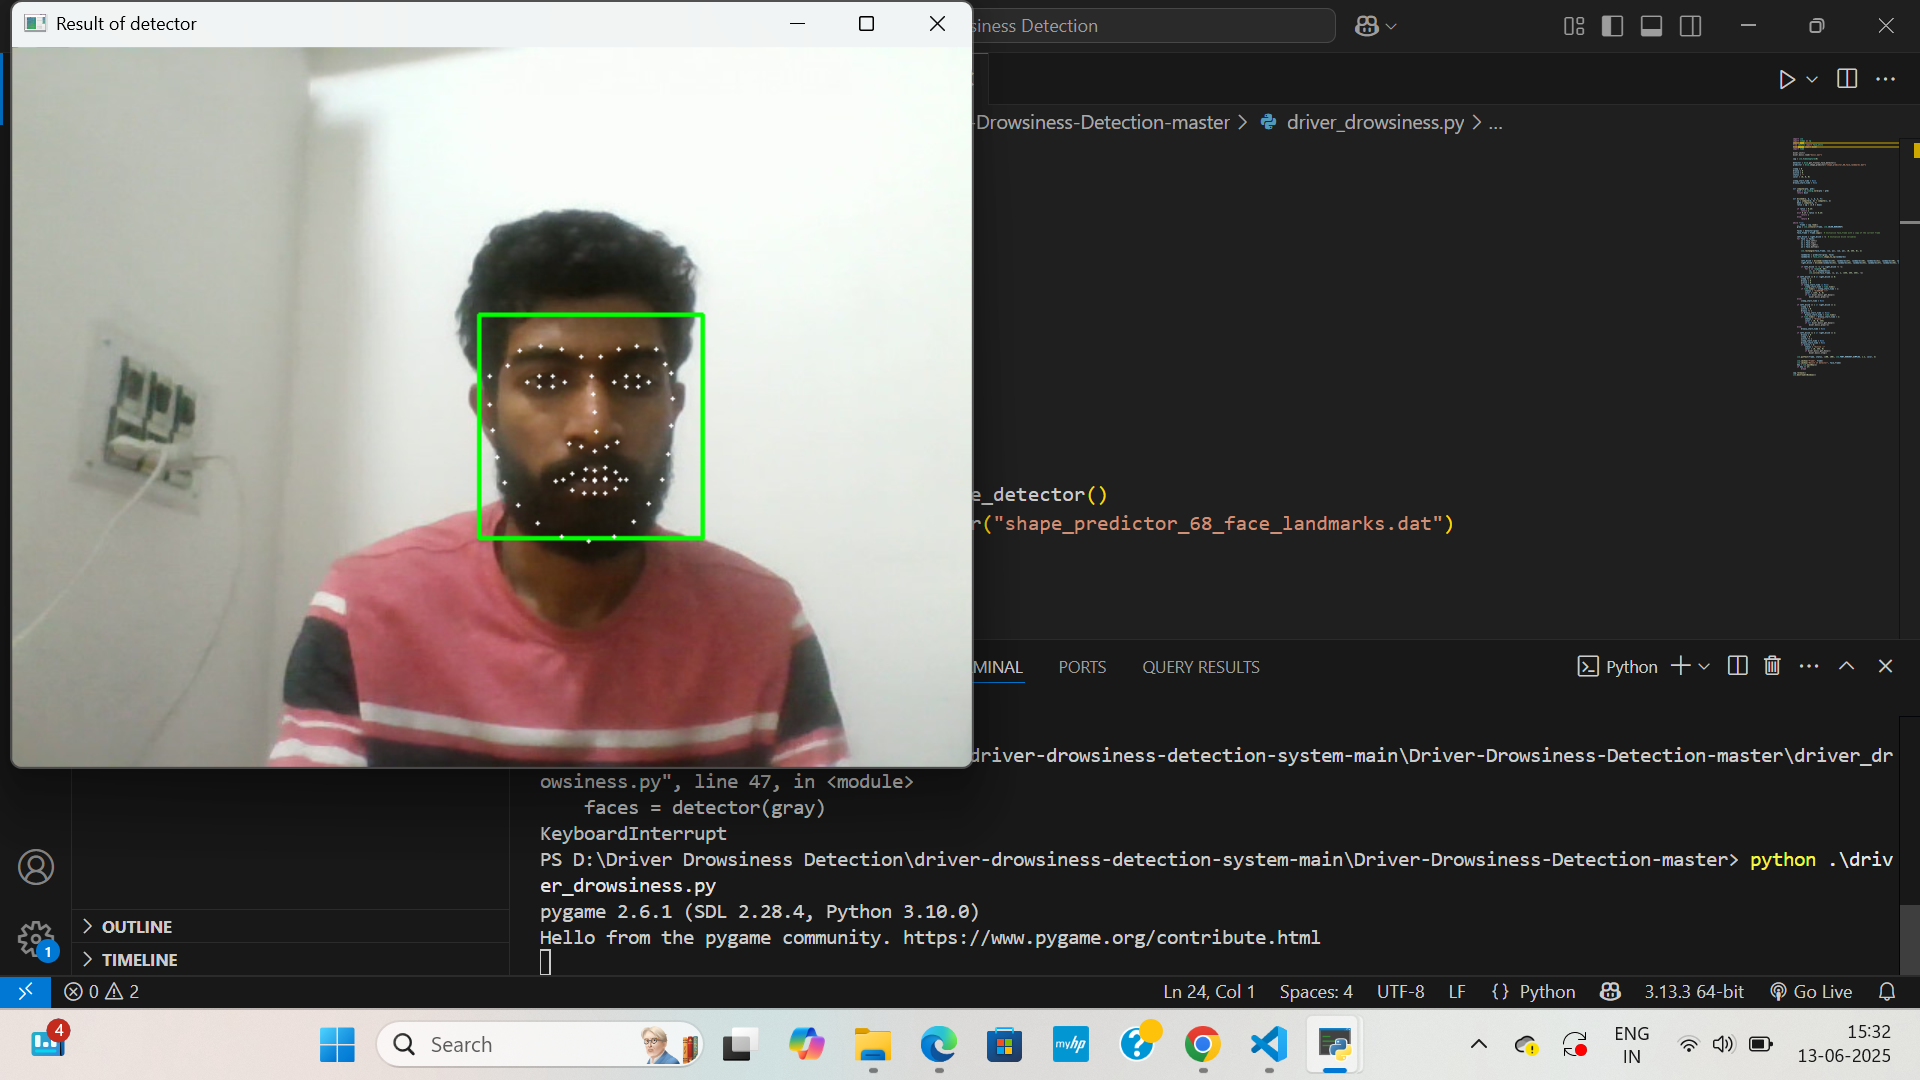 Result of detector
siness Detection
-Drowsiness-Detection-master > driver_drowsiness.py > ...
e_detector()
r("shape_predictor_68_face_landmarks.dat")
MINAL PORTS QUERY RESULTS Python
driver-drowsiness-detection-system-main\Driver-Drowsiness-Detection-master\driver_dr
owsiness.py", line 47, in <module>
faces = detector(gray)
KeyboardInterrupt
PS D:\Driver Drowsiness Detection\driver-drowsiness-detection-system-main\Driver-Drowsiness-Detection-master> python .\driv
er_drowsiness.py
pygame 2.6.1 (SDL 2.28.4, Python 3.10.0)
Hello from the pygame community. https://www.pygame.org/contribute.html
1
OUTLINE
TIMELINE
0 2 Ln 24, Col 1 Spaces: 4 UTF-8 LF {} Python 3.13.3 64-bit Go Live
4
Search
myhp
ENG
IN
15:32
13-06-2025